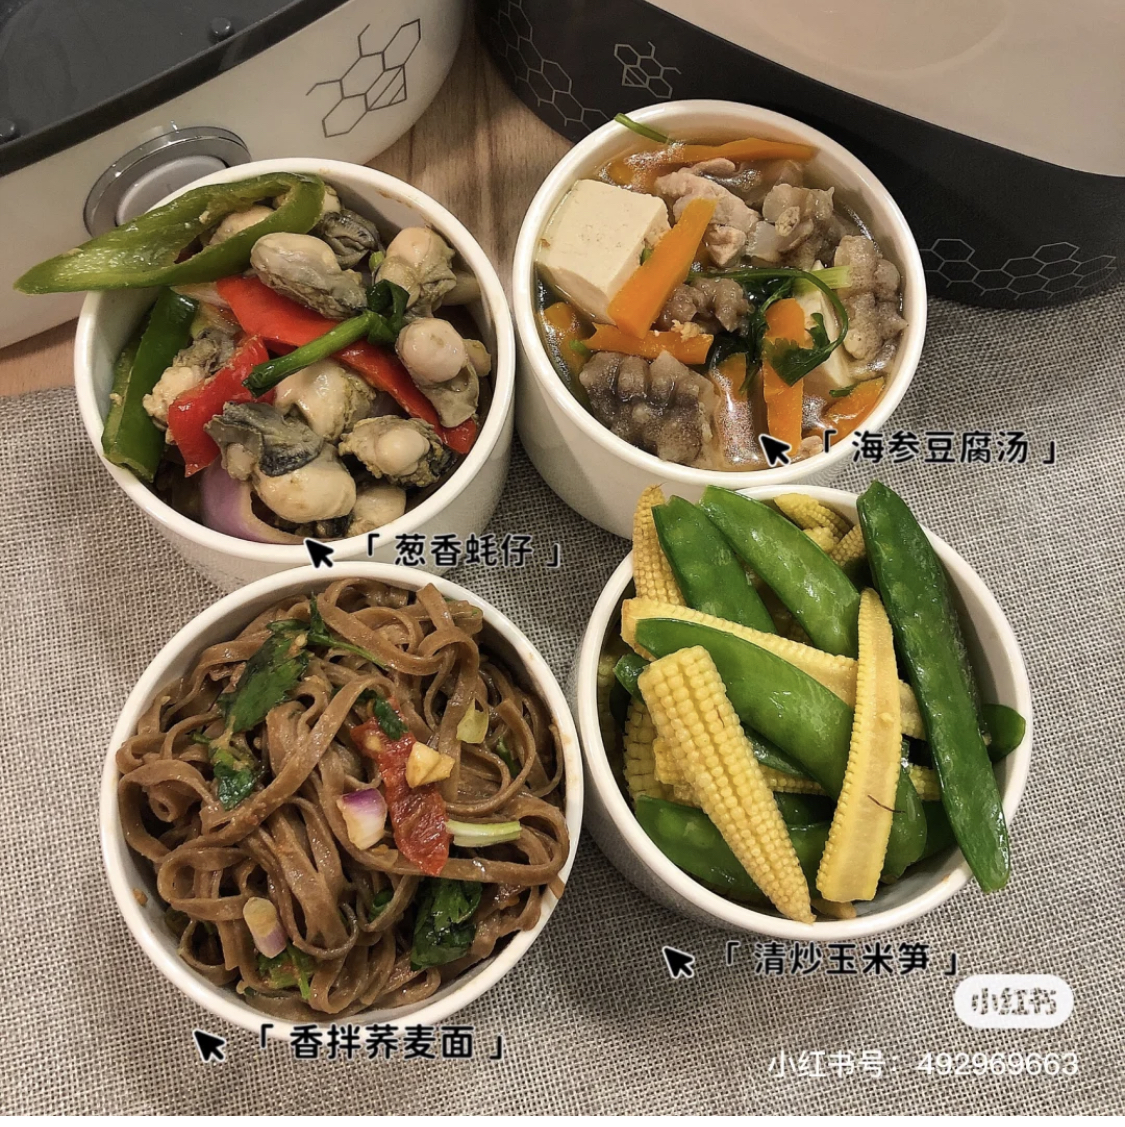 「 海参豆腐汤 」
「 葱香蚝仔 」
「 清炒玉米笋 」
「 香拌荞麦面 」
小红书
小红书号：492969663